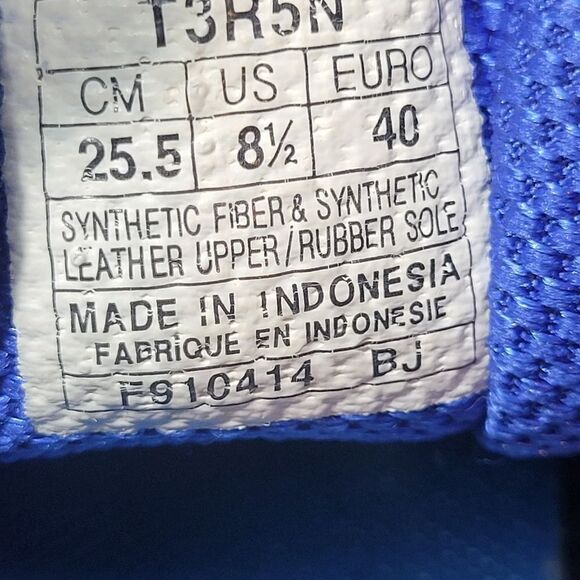 T3R5N
CM US EURO
25.5 8½ 40
SYNTHETIC FIBER & SYNTHETIC
LEATHER UPPER/RUBBER SOLE
MADE IN INDONESIA
FABRIQUE EN INDONESIE
F910414 BJ